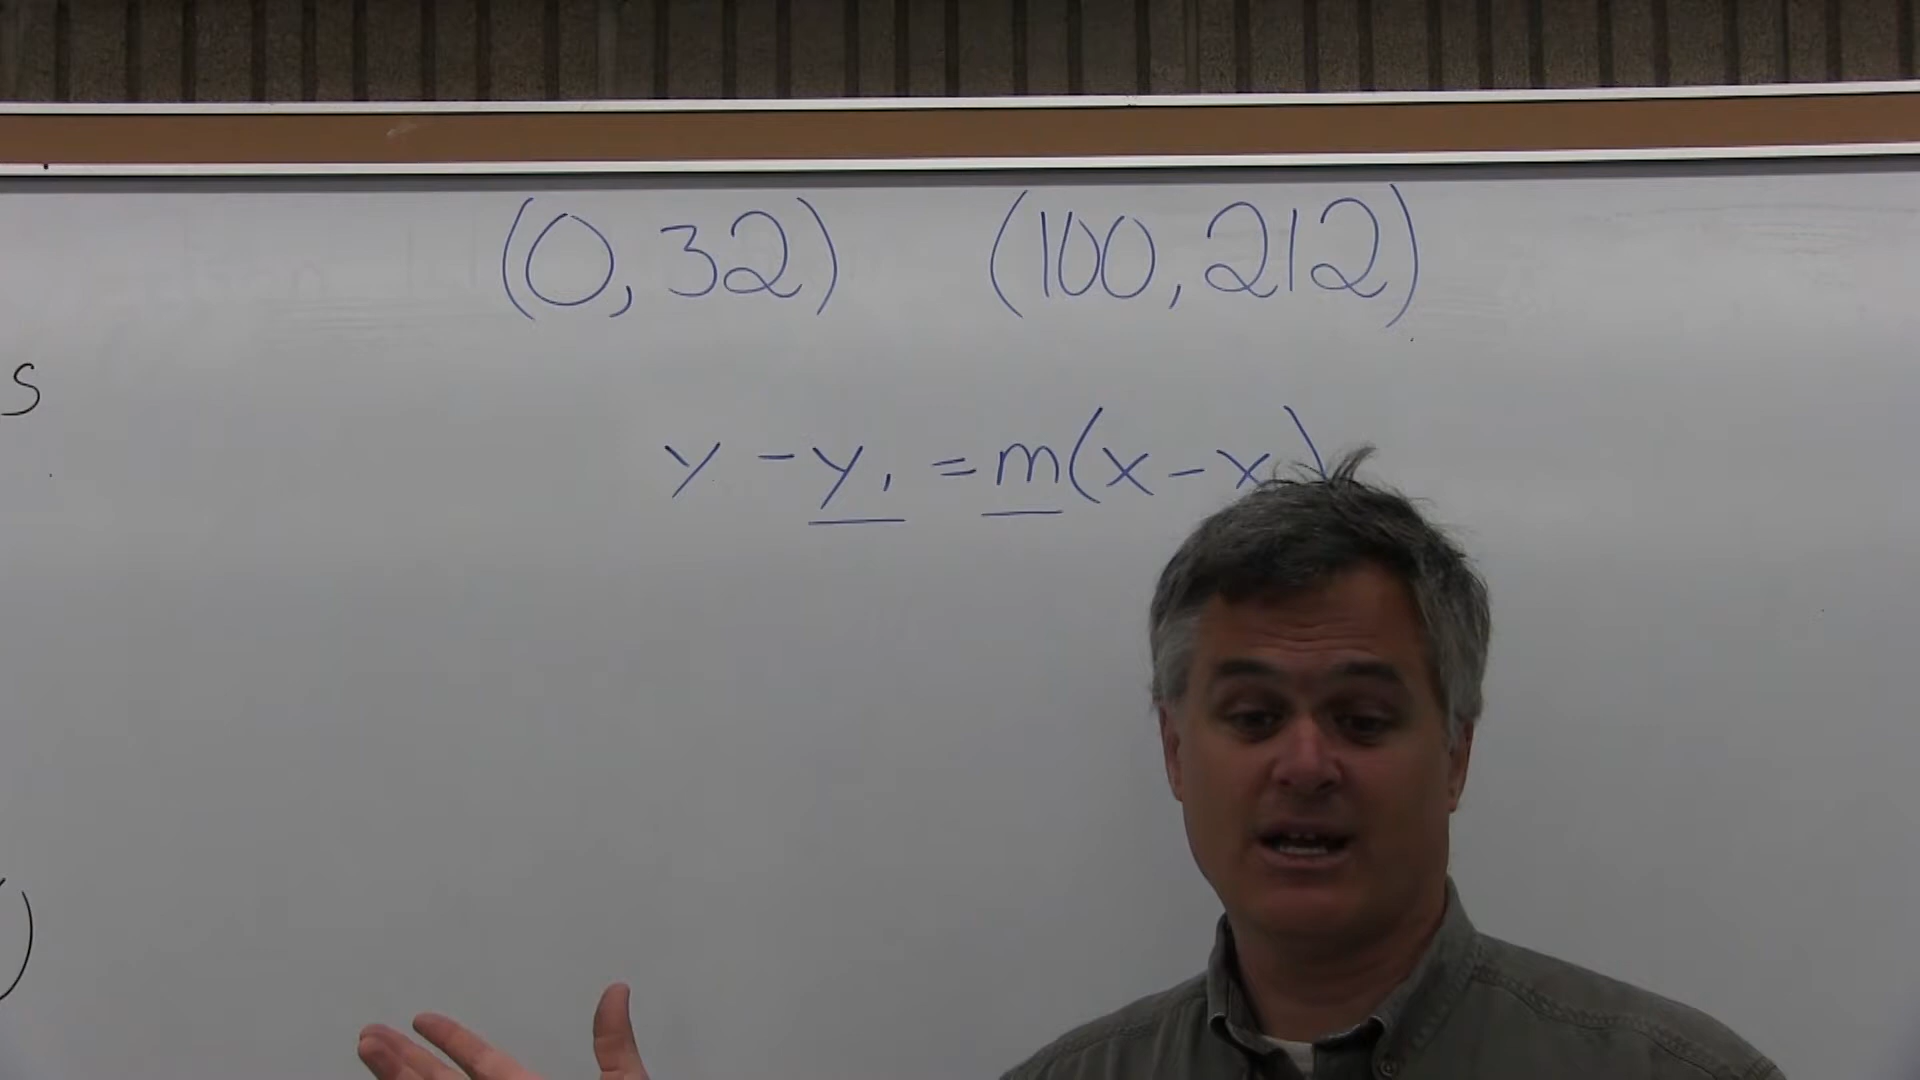 (0,32) (100,212)
s
y - y₁ = m(x - x)
)